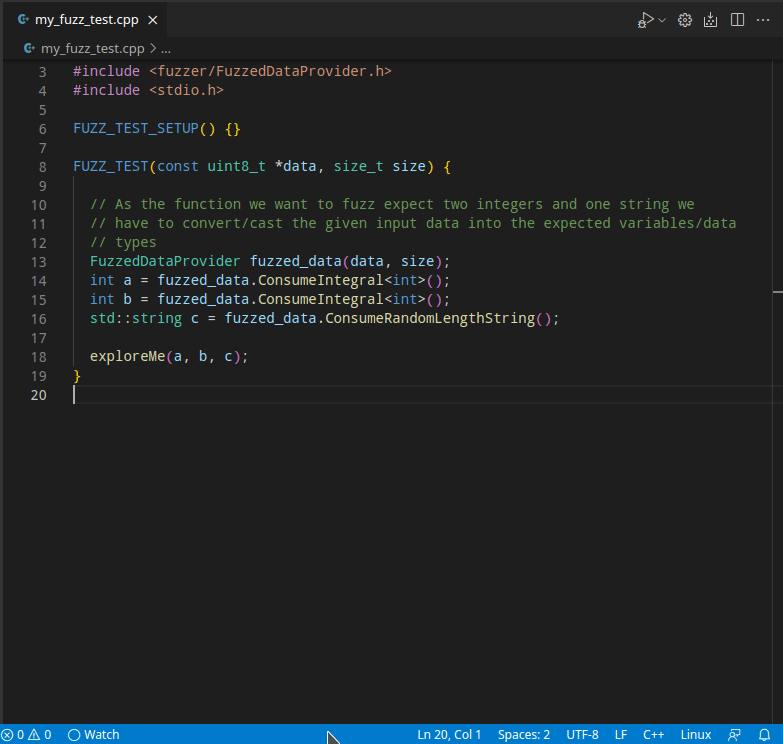 my_fuzz_test.cpp
my_fuzz_test.cpp > ...
3 #include <fuzzer/FuzzedDataProvider.h>
4 #include <stdio.h>
5
6 FUZZ_TEST_SETUP() {}
7
8 FUZZ_TEST(const uint8_t *data, size_t size) {
9
10 // As the function we want to fuzz expect two integers and one string we
11 // have to convert/cast the given input data into the expected variables/data
12 // types
13 FuzzedDataProvider fuzzed_data(data, size);
14 int a = fuzzed_data.ConsumeIntegral<int>();
15 int b = fuzzed_data.ConsumeIntegral<int>();
16 std::string c = fuzzed_data.ConsumeRandomLengthString();
17
18 exploreMe(a, b, c);
19 }
20
0 0 Watch Ln 20, Col 1 Spaces: 2 UTF-8 LF C++ Linux